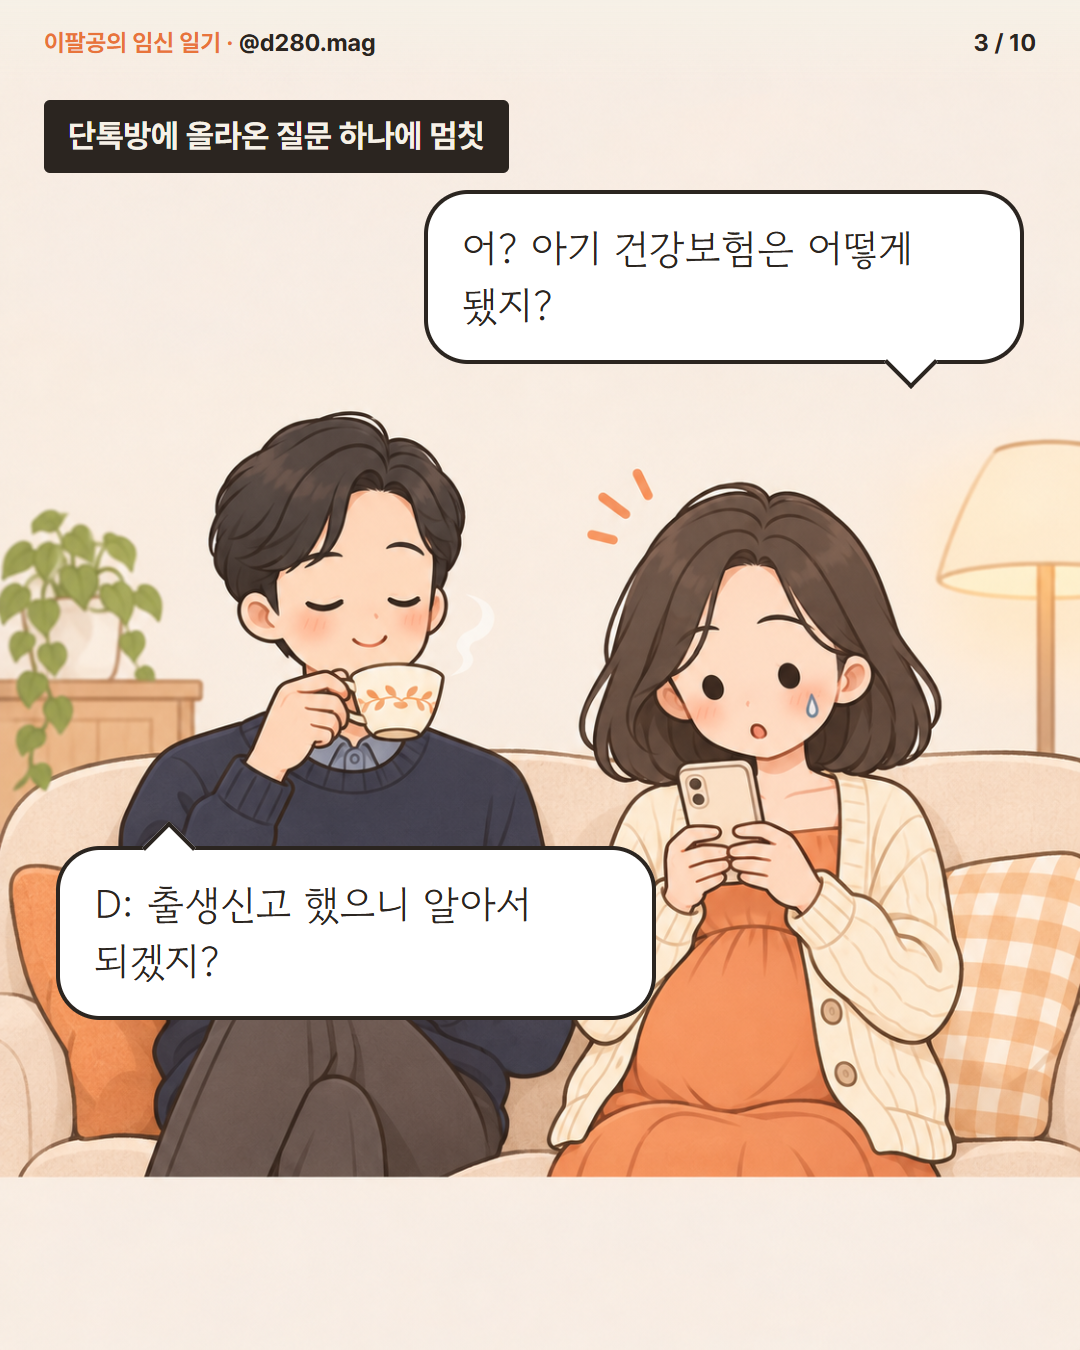 이팔공의 임신 일기 · @d280.mag
3 / 10
단톡방에 올라온 질문 하나에 멈칫
어? 아기 건강보험은 어떻게
됐지?
D: 출생신고 했으니 알아서
되겠지?